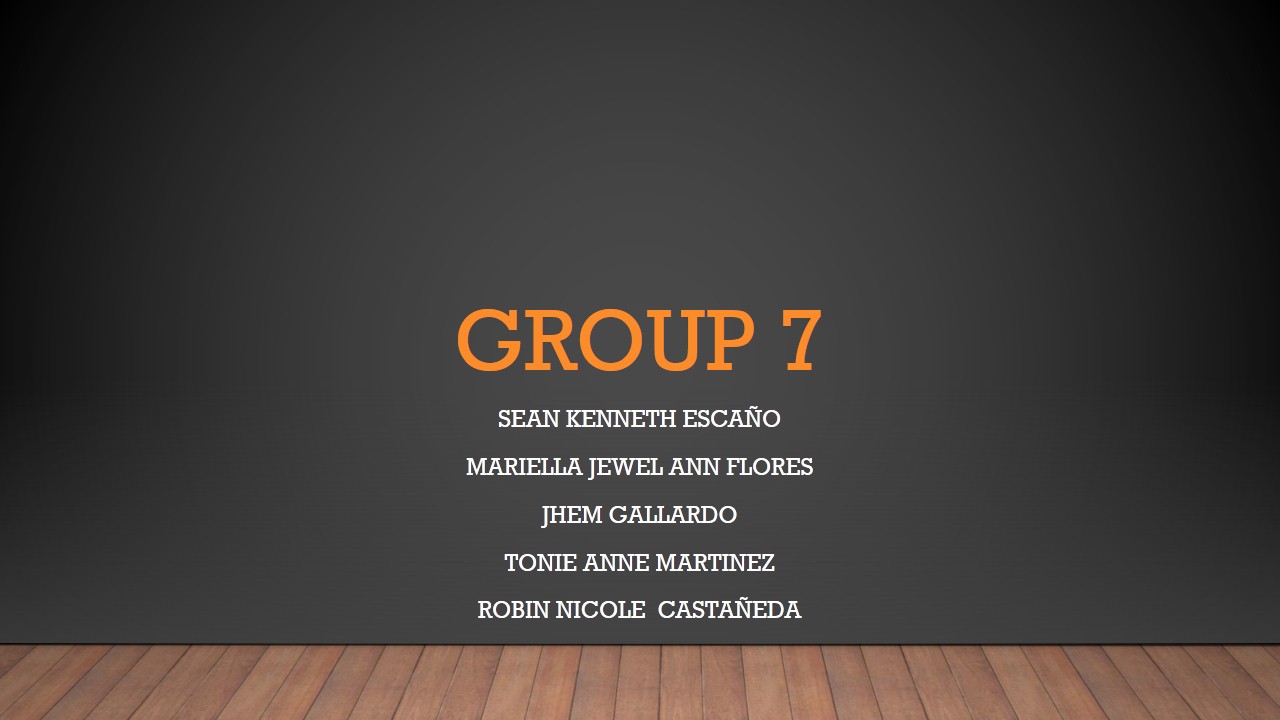 GROUP 7
SEAN KENNETH ESCAÑO
MARIELLA JEWEL ANN FLORES
JHEM GALLARDO
TONIE ANNE MARTINEZ
ROBIN NICOLE  CASTAÑEDA